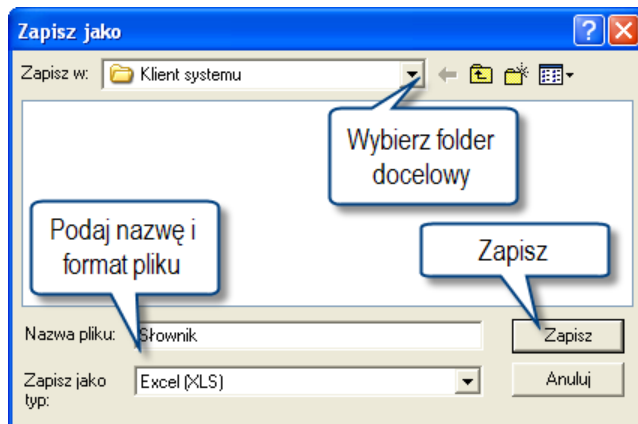 Zapisz jako
Zapisz w: Klient systemu
Wybierz folder
docelowy
Podaj nazwę i
format pliku
Zapisz
Nazwa pliku: Słownik Zapisz
Zapisz jako typ: Excel (XLS) Anuluj